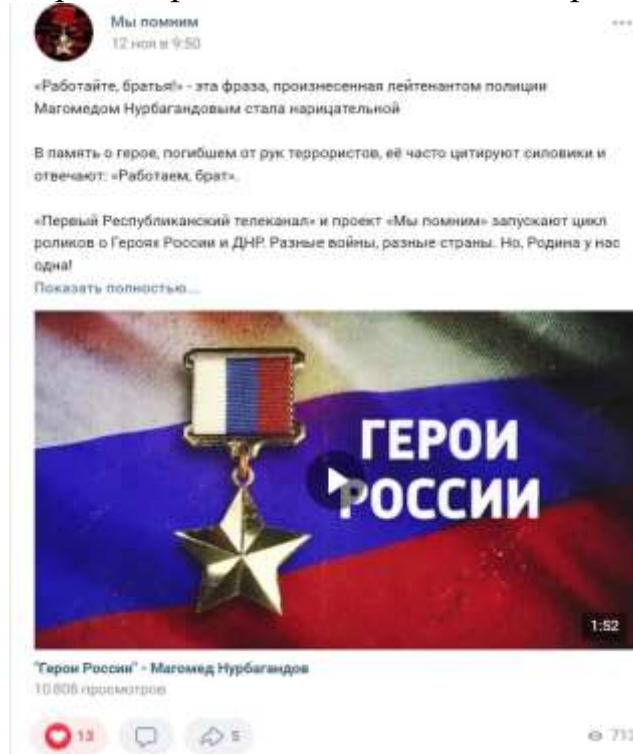 Мы помним
12 ноя в 9:50
«Работайте, братья!» - эта фраза, произнесенная лейтенантом полиции
Магомедом Нурбагандовым стала нарицательной
В память о герое, погибшем от рук террористов, её часто цитируют силовики и
отвечают: «Работаем, брат».
«Первый Республиканский телеканал» и проект «Мы помним» запускают цикл
роликов о Героях России и ДНР. Разные войны, разные страны. Но, Родина у нас
одна!
Показать полностью...
ГЕРОИ
РОССИИ
1:52
"Герои России" - Магомед Нурбагандов
10 808 просмотров
13
5